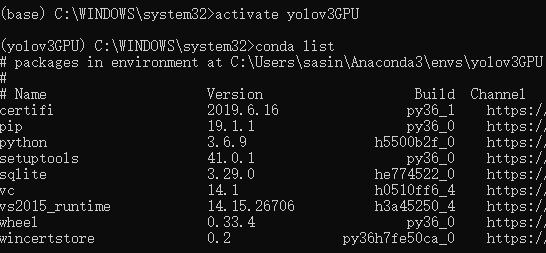 (base) C:\WINDOWS\system32>activate yolov3GPU
(yolov3GPU) C:\WINDOWS\system32>conda list
# packages in environment at C:\Users\sasin\Anaconda3\envs\yolov3GPU
#
# Name Version Build Channel
certifi 2019.6.16 py36_1 https:/
pip 19.1.1 py36_0 https:/
python 3.6.9 h5500b2f_0 https:/
setuptools 41.0.1 py36_0 https:/
sqlite 3.29.0 he774522_0 https:/
vc 14.1 h0510ff6_4 https:/
vs2015_runtime 14.15.26706 h3a45250_4 https:/
wheel 0.33.4 py36_0 https:/
wincertstore 0.2 py36h7fe50ca_0 https:/